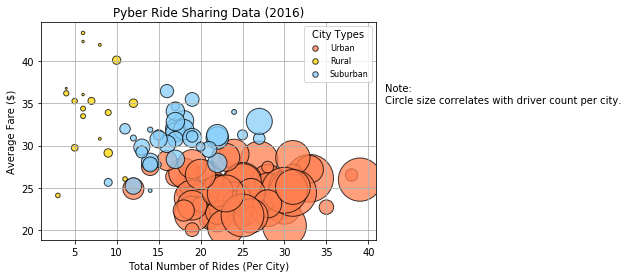 Pyber Ride Sharing Data (2016)
City Types
Urban
Rural
Suburban
Note:
Circle size correlates with driver count per city.
Average Fare ($)
40
35
30
25
20
5
10
15
20
25
30
35
40
Total Number of Rides (Per City)